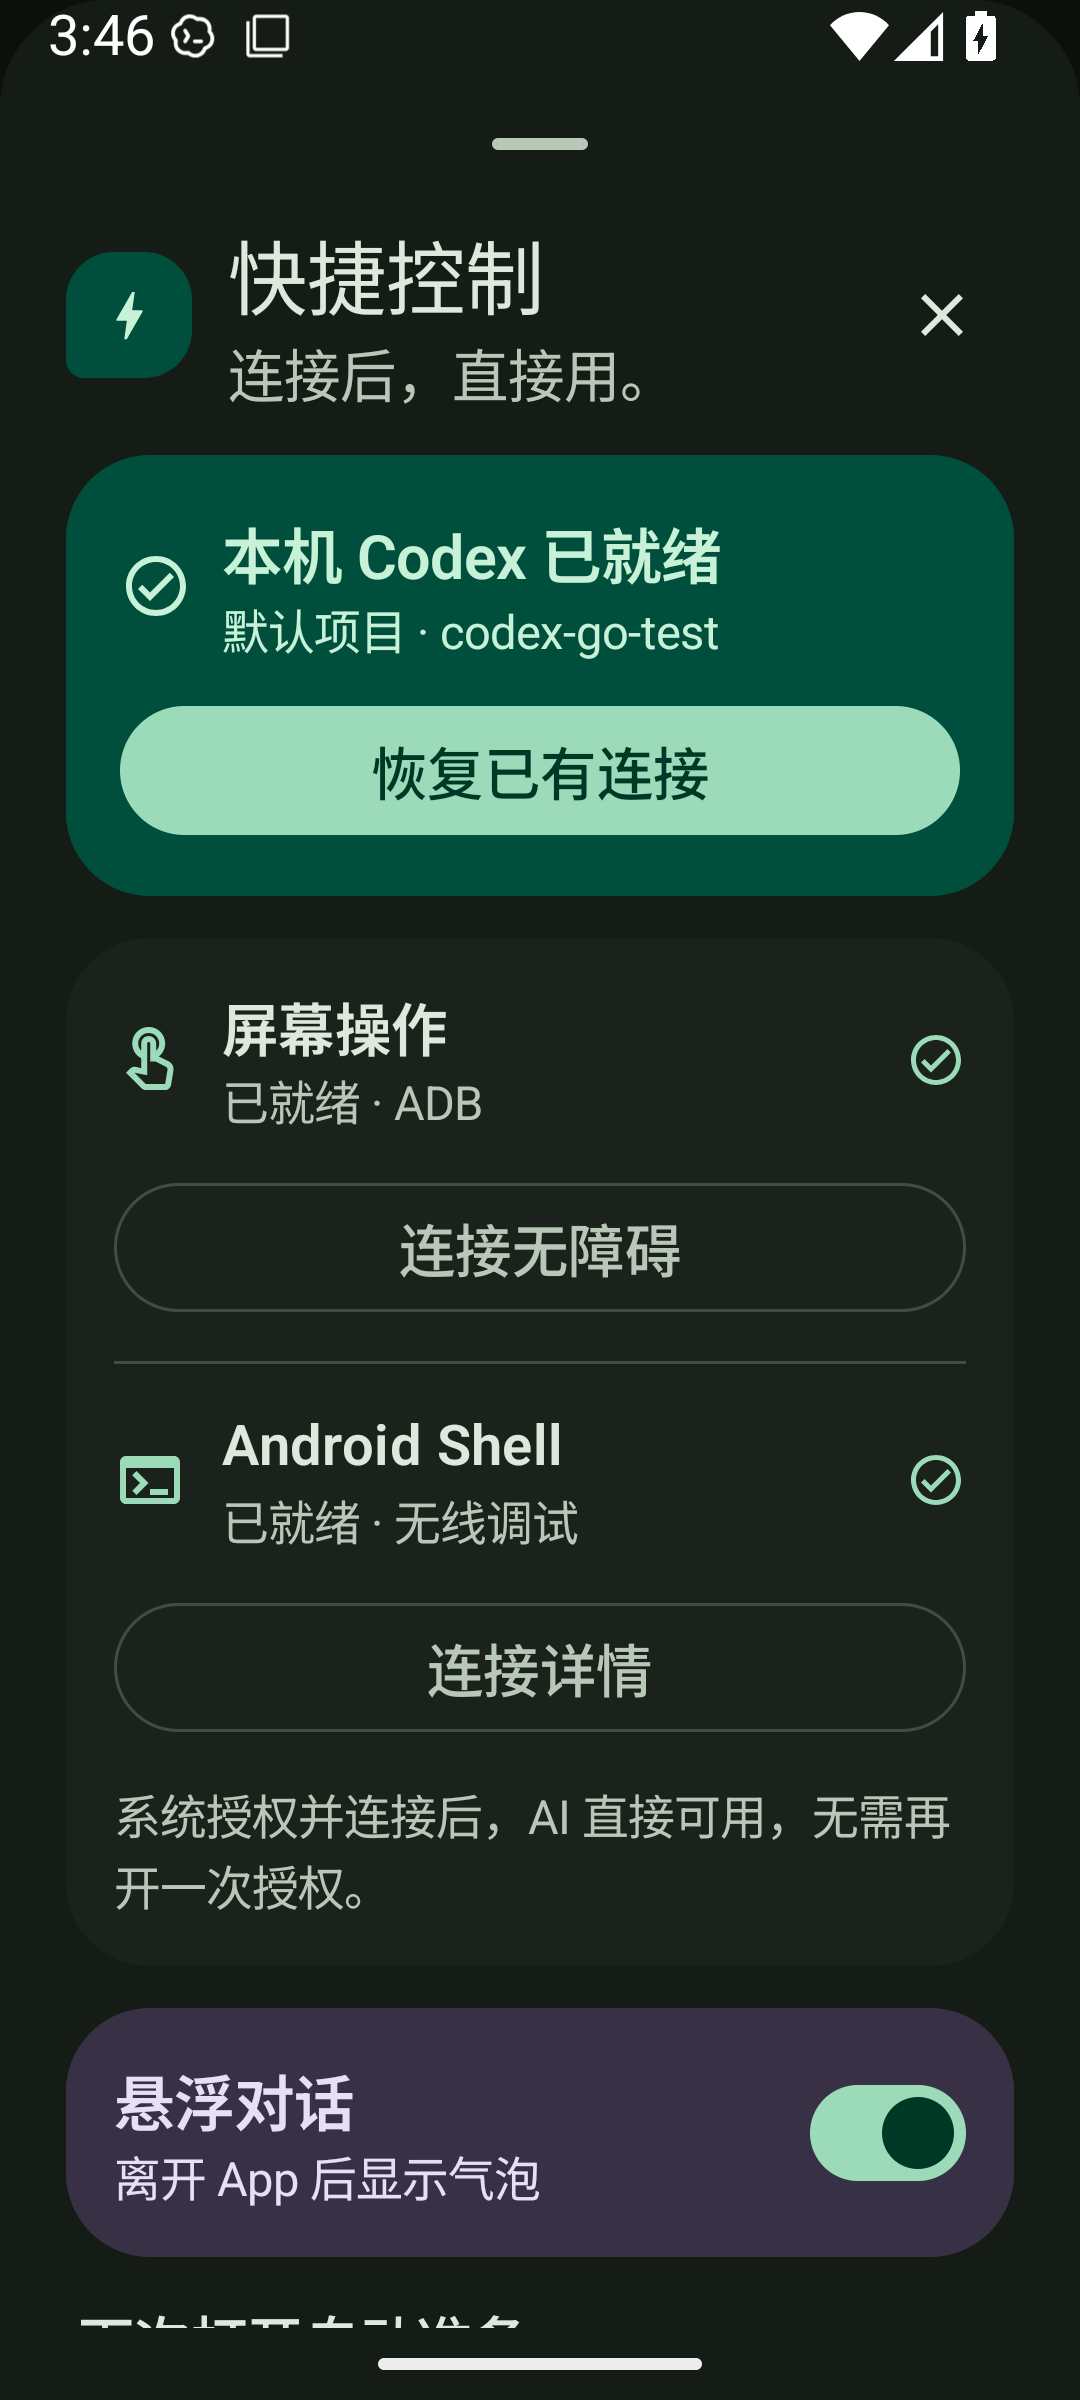 3:46
快捷控制
连接后，直接用。
本机 Codex 已就绪
默认项目 · codex-go-test
恢复已有连接
屏幕操作
已就绪 · ADB
连接无障碍
Android Shell
已就绪 · 无线调试
连接详情
系统授权并连接后，AI 直接可用，无需再
开一次授权。
悬浮对话
离开 App 后显示气泡